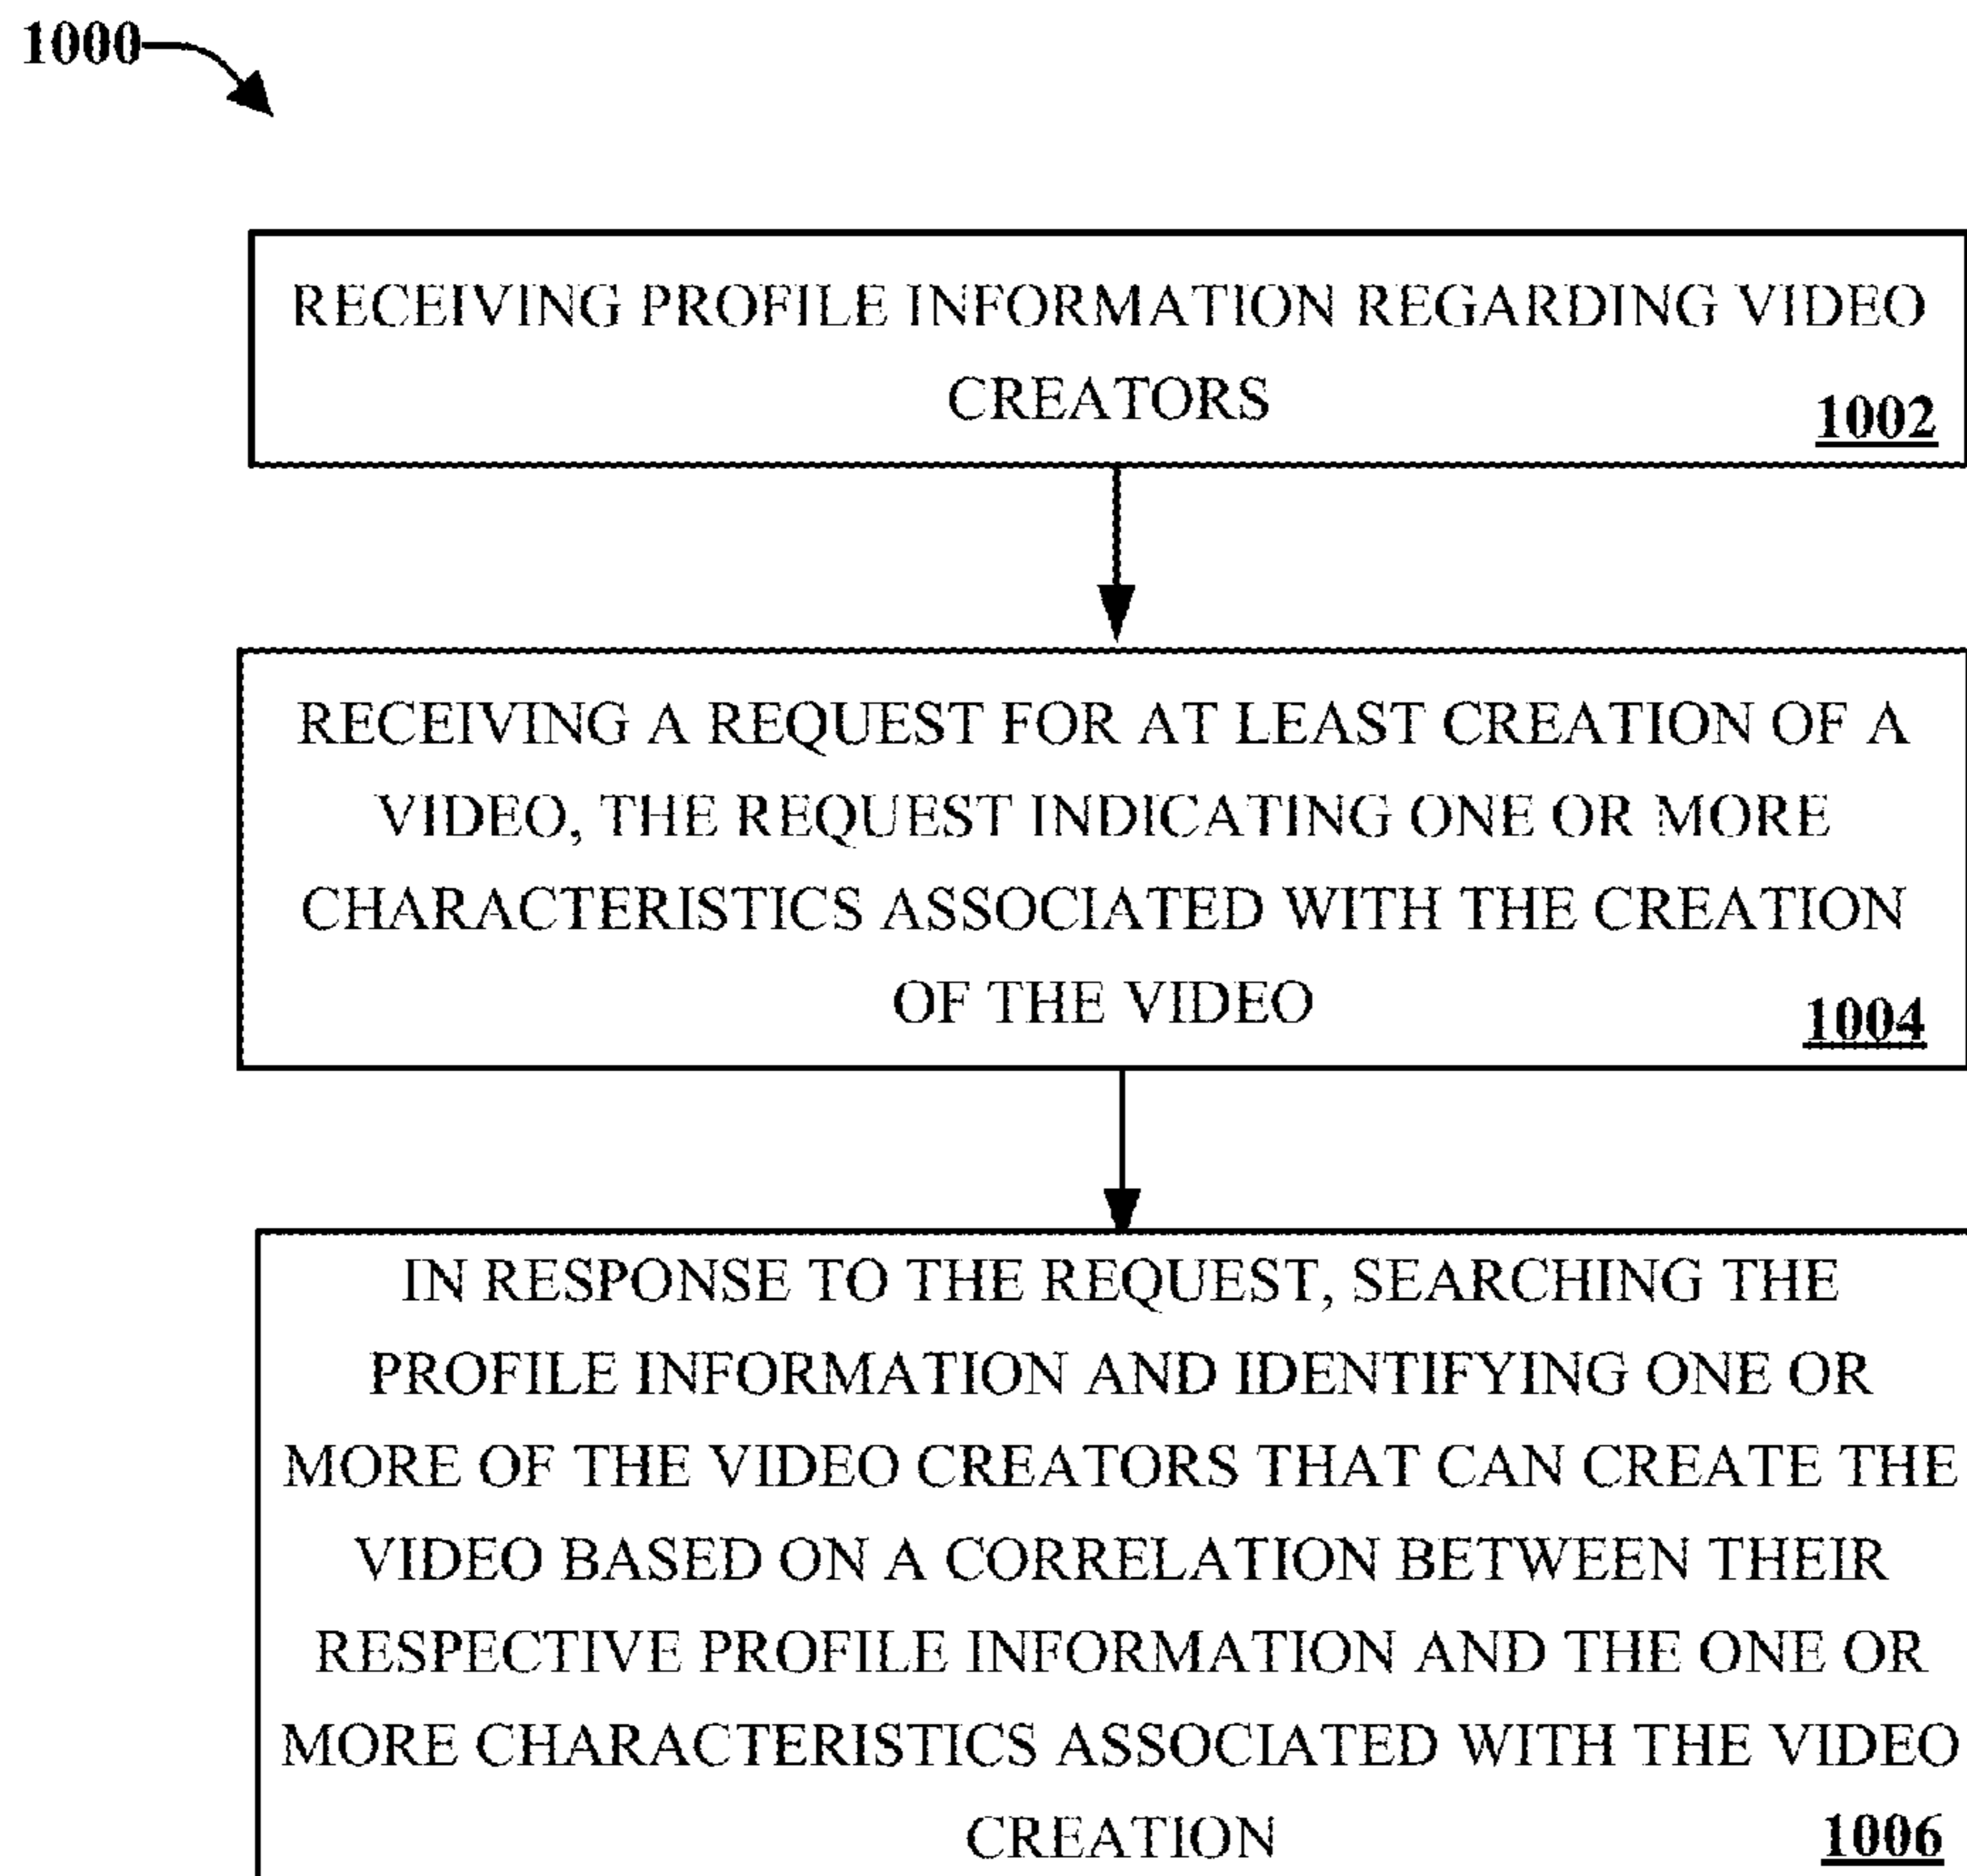 1000
RECEIVING PROFILE INFORMATION REGARDING VIDEO
CREATORS
1002
RECEIVING A REQUEST FOR AT LEAST CREATION OF A
VIDEO, THE REQUEST INDICATING ONE OR MORE
CHARACTERISTICS ASSOCIATED WITH THE CREATION
OF THE VIDEO
1004
IN RESPONSE TO THE REQUEST, SEARCHING THE
PROFILE INFORMATION AND IDENTIFYING ONE OR
MORE OF THE VIDEO CREATORS THAT CAN CREATE THE
VIDEO BASED ON A CORRELATION BETWEEN THEIR
RESPECTIVE PROFILE INFORMATION AND THE ONE OR
MORE CHARACTERISTICS ASSOCIATED WITH THE VIDEO
CREATION
1006